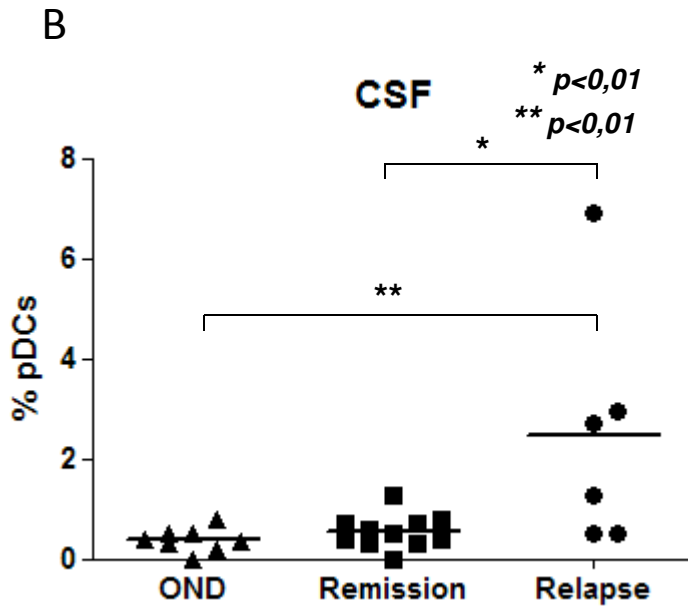 B
CSF
* p<0,01
** p<0,01
*
**
% pDCs
8
6
4
2
0
OND
Remission
Relapse